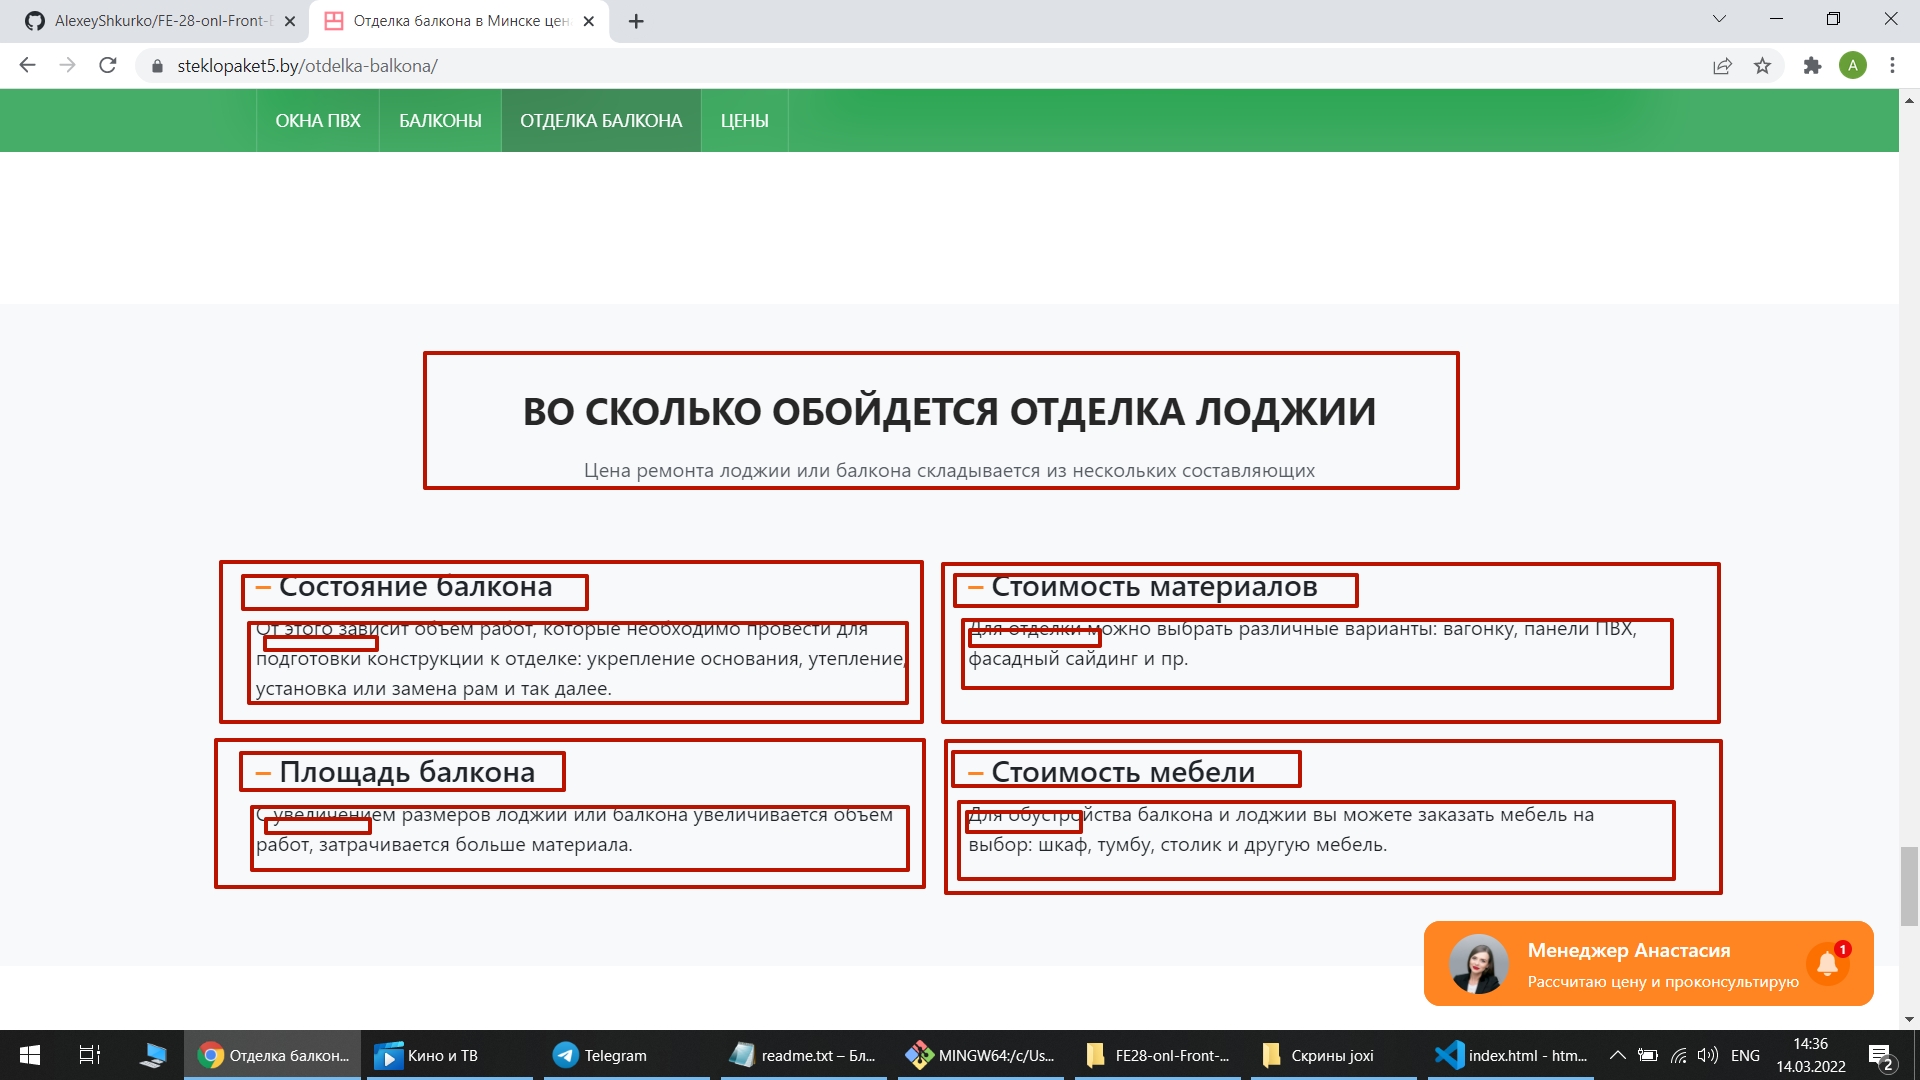 AlexeyShkurko/FE-28-onl-Front-E
Отделка балкона в Минске цен
steklopaket5.by/otdelka-balkona/
A
ОКНА ПВХ
БАЛКОНЫ
ОТДЕЛКА БАЛКОНА
ЦЕНЫ
ВО СКОЛЬКО ОБОЙДЕТСЯ ОТДЕЛКА ЛОДЖИИ
Цена ремонта лоджии или балкона складывается из нескольких составляющих
– Состояние балкона
От этого зависит объем работ, которые необходимо провести для
подготовки конструкции к отделке: укрепление основания, утепление,
установка или замена рам и так далее.
– Стоимость материалов
Для отделки можно выбрать различные варианты: вагонку, панели ПВХ,
фасадный сайдинг и пр.
– Площадь балкона
С увеличением размеров лоджии или балкона увеличивается объем
работ, затрачивается больше материала.
– Стоимость мебели
Для обустройства балкона и лоджии вы можете заказать мебель на
выбор: шкаф, тумбу, столик и другую мебель.
Менеджер Анастасия
1
Рассчитаю цену и проконсультирую
Отделка балкон...
Кино и ТВ
Telegram
readme.txt – Бл...
MINGW64:/c/Us...
FE28-onl-Front-...
Скрины joxi
index.html - htm...
ENG
14:36
14.03.2022
2